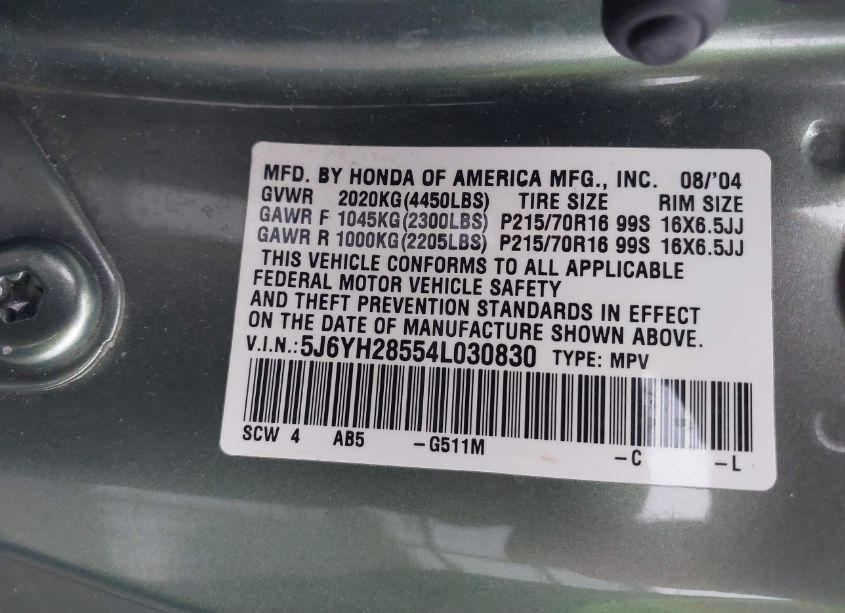 MFD. BY HONDA OF AMERICA MFG., INC. 08/'04
GVWR 2020KG(4450LBS) TIRE SIZE RIM SIZE
GAWR F 1045KG(2300LBS) P215/70R16 99S 16X6.5JJ
GAWR R 1000KG(2205LBS) P215/70R16 99S 16X6.5JJ
THIS VEHICLE CONFORMS TO ALL APPLICABLE
FEDERAL MOTOR VEHICLE SAFETY
AND THEFT PREVENTION STANDARDS IN EFFECT
ON THE DATE OF MANUFACTURE SHOWN ABOVE.
V.I.N.:5J6YH28554L030830 TYPE: MPV
SCW 4 AB5 -G511M -C -L